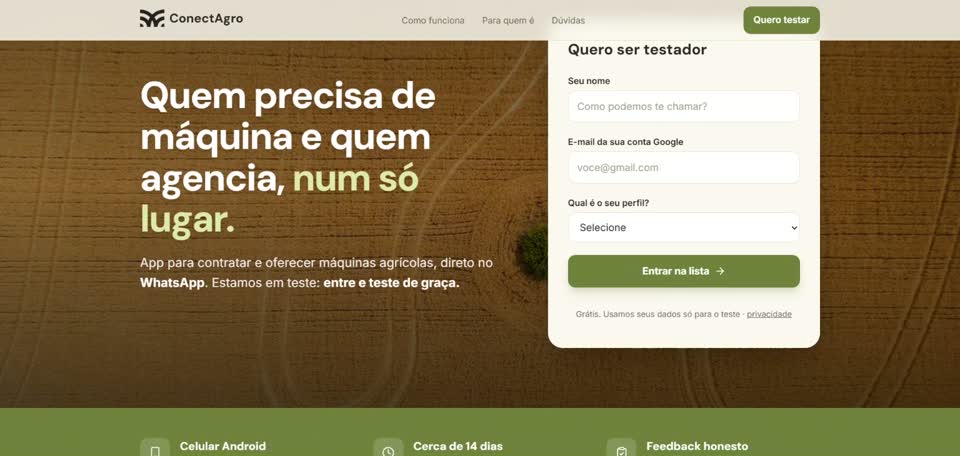 ConectAgro
Como funciona
Para quem é
Dúvidas
Quero testar
Quem precisa de
máquina e quem
agencia, num só
lugar.
App para contratar e oferecer máquinas agrícolas, direto no
WhatsApp. Estamos em teste: entre e teste de graça.
Quero ser testador
Seu nome
Como podemos te chamar?
E-mail da sua conta Google
voce@gmail.com
Qual é o seu perfil?
Selecione
Entrar na lista →
Grátis. Usamos seus dados só para o teste · privacidade
Celular Android
Cerca de 14 dias
Feedback honesto